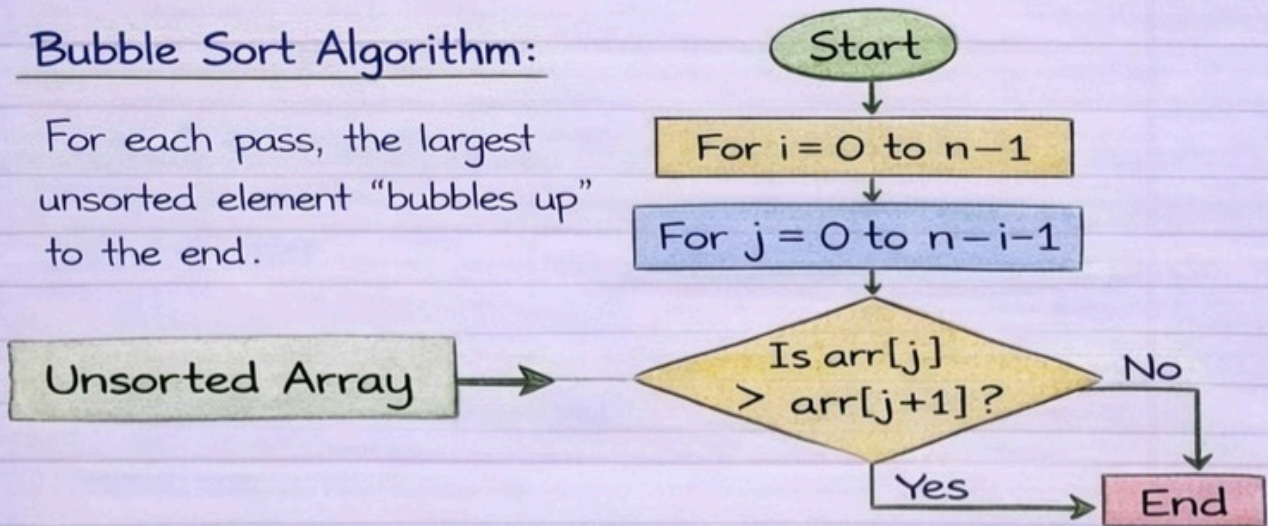 Bubble Sort Algorithm:
For each pass, the largest
unsorted element “bubbles up”
to the end.
Unsorted Array
Start
For i = 0 to n-1
For j = 0 to n-i-1
Is arr[j]
> arr[j+1]?
No
Yes
End